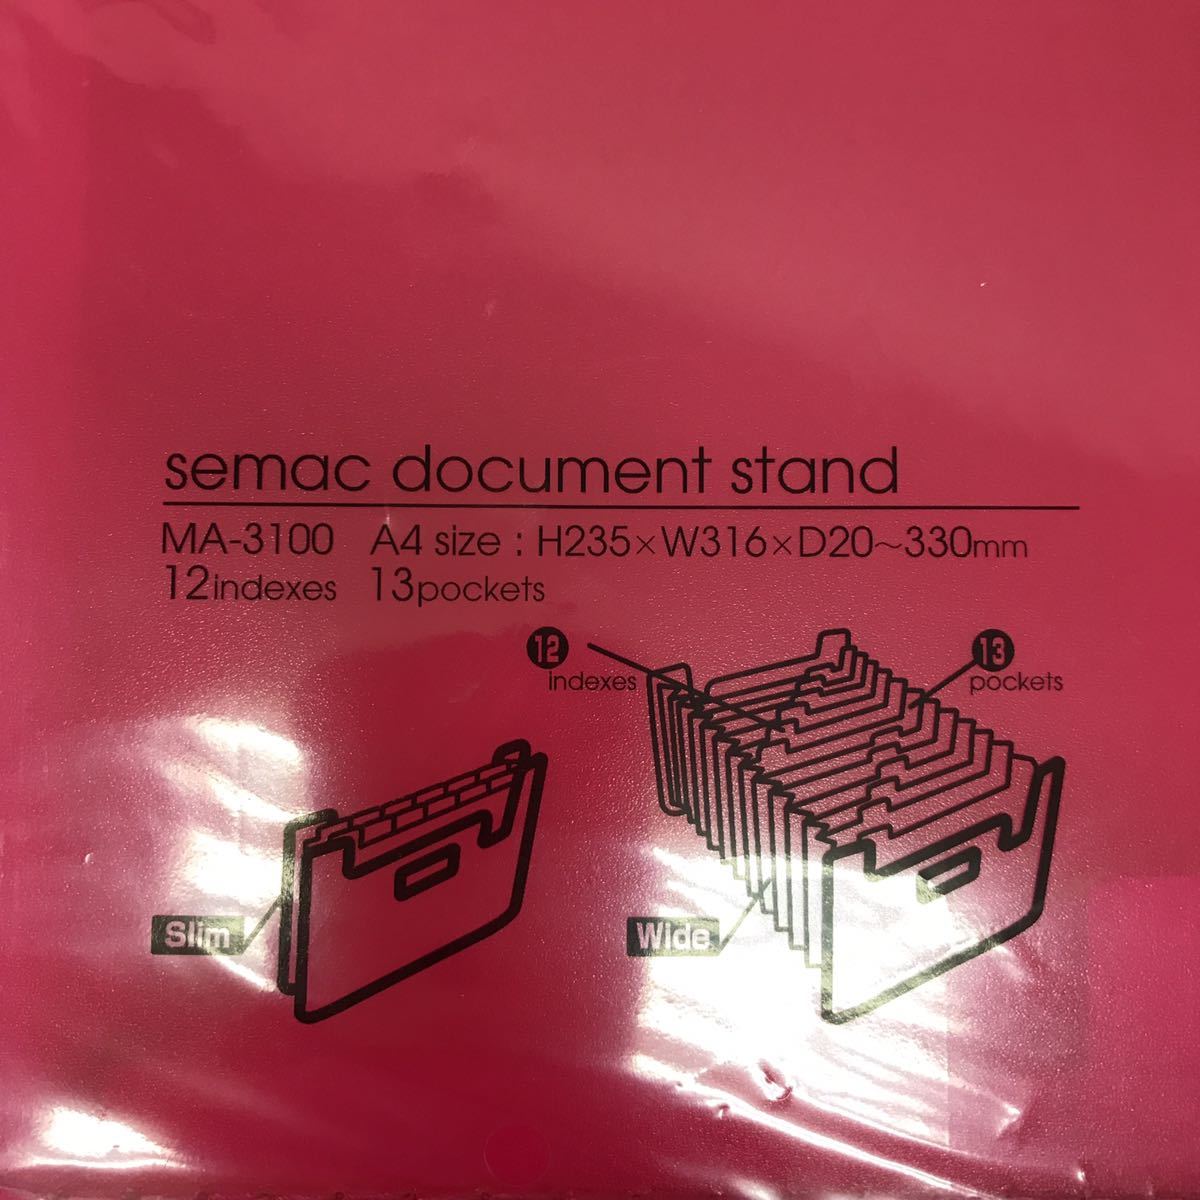 semac document stand
MA-3100 A4 size : H235×W316×D20~330mm
12indexes 13pockets
12
indexes
13
pockets
Slim
Wide